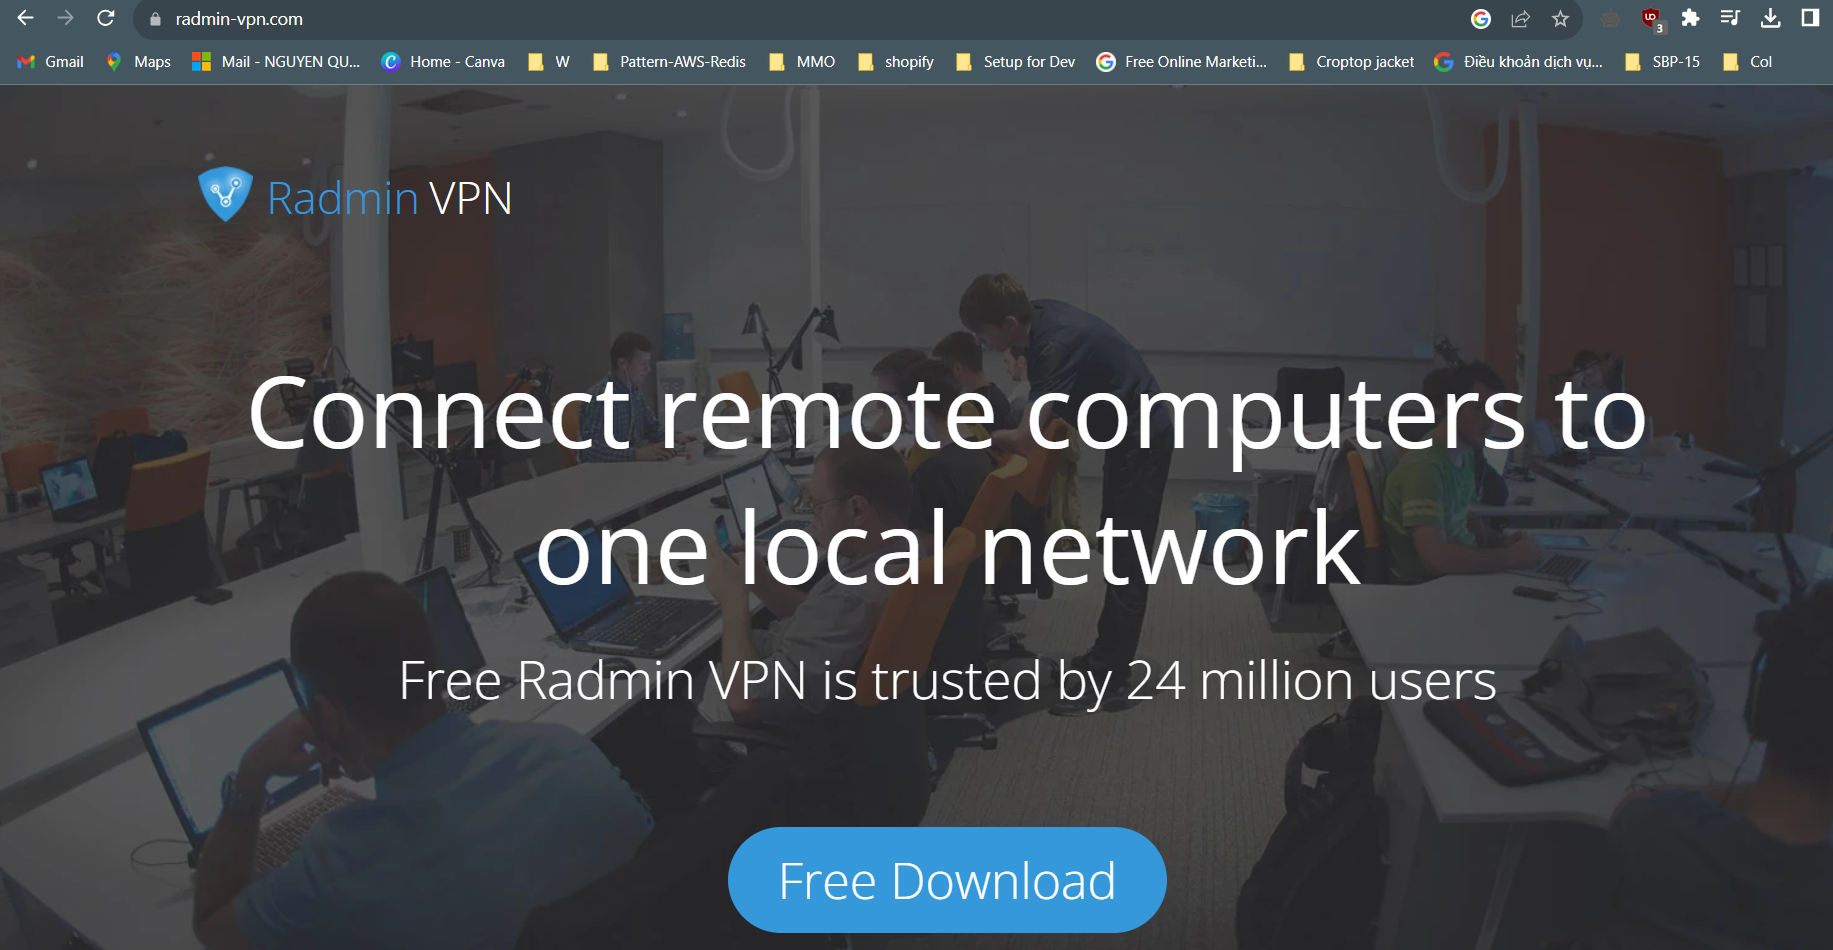 radmin-vpn.com
3
Gmail Maps Mail - NGUYEN QU... Home - Canva W Pattern-AWS-Redis MMO shopify Setup for Dev Free Online Marketi... Croptop jacket Điều khoản dịch vụ... SBP-15 Col
Radmin VPN
Connect remote computers to
one local network
Free Radmin VPN is trusted by 24 million users
Free Download